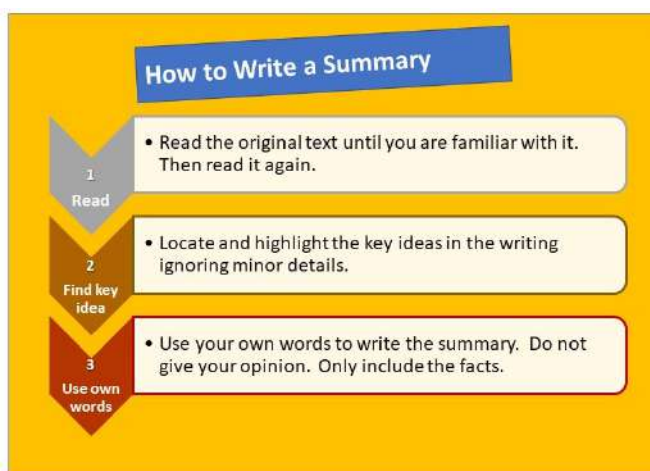 How to Write a Summary
1
Read
• Read the original text until you are familiar with it.
Then read it again.
2
Find key
idea
• Locate and highlight the key ideas in the writing
ignoring minor details.
3
Use own
words
• Use your own words to write the summary. Do not
give your opinion. Only include the facts.